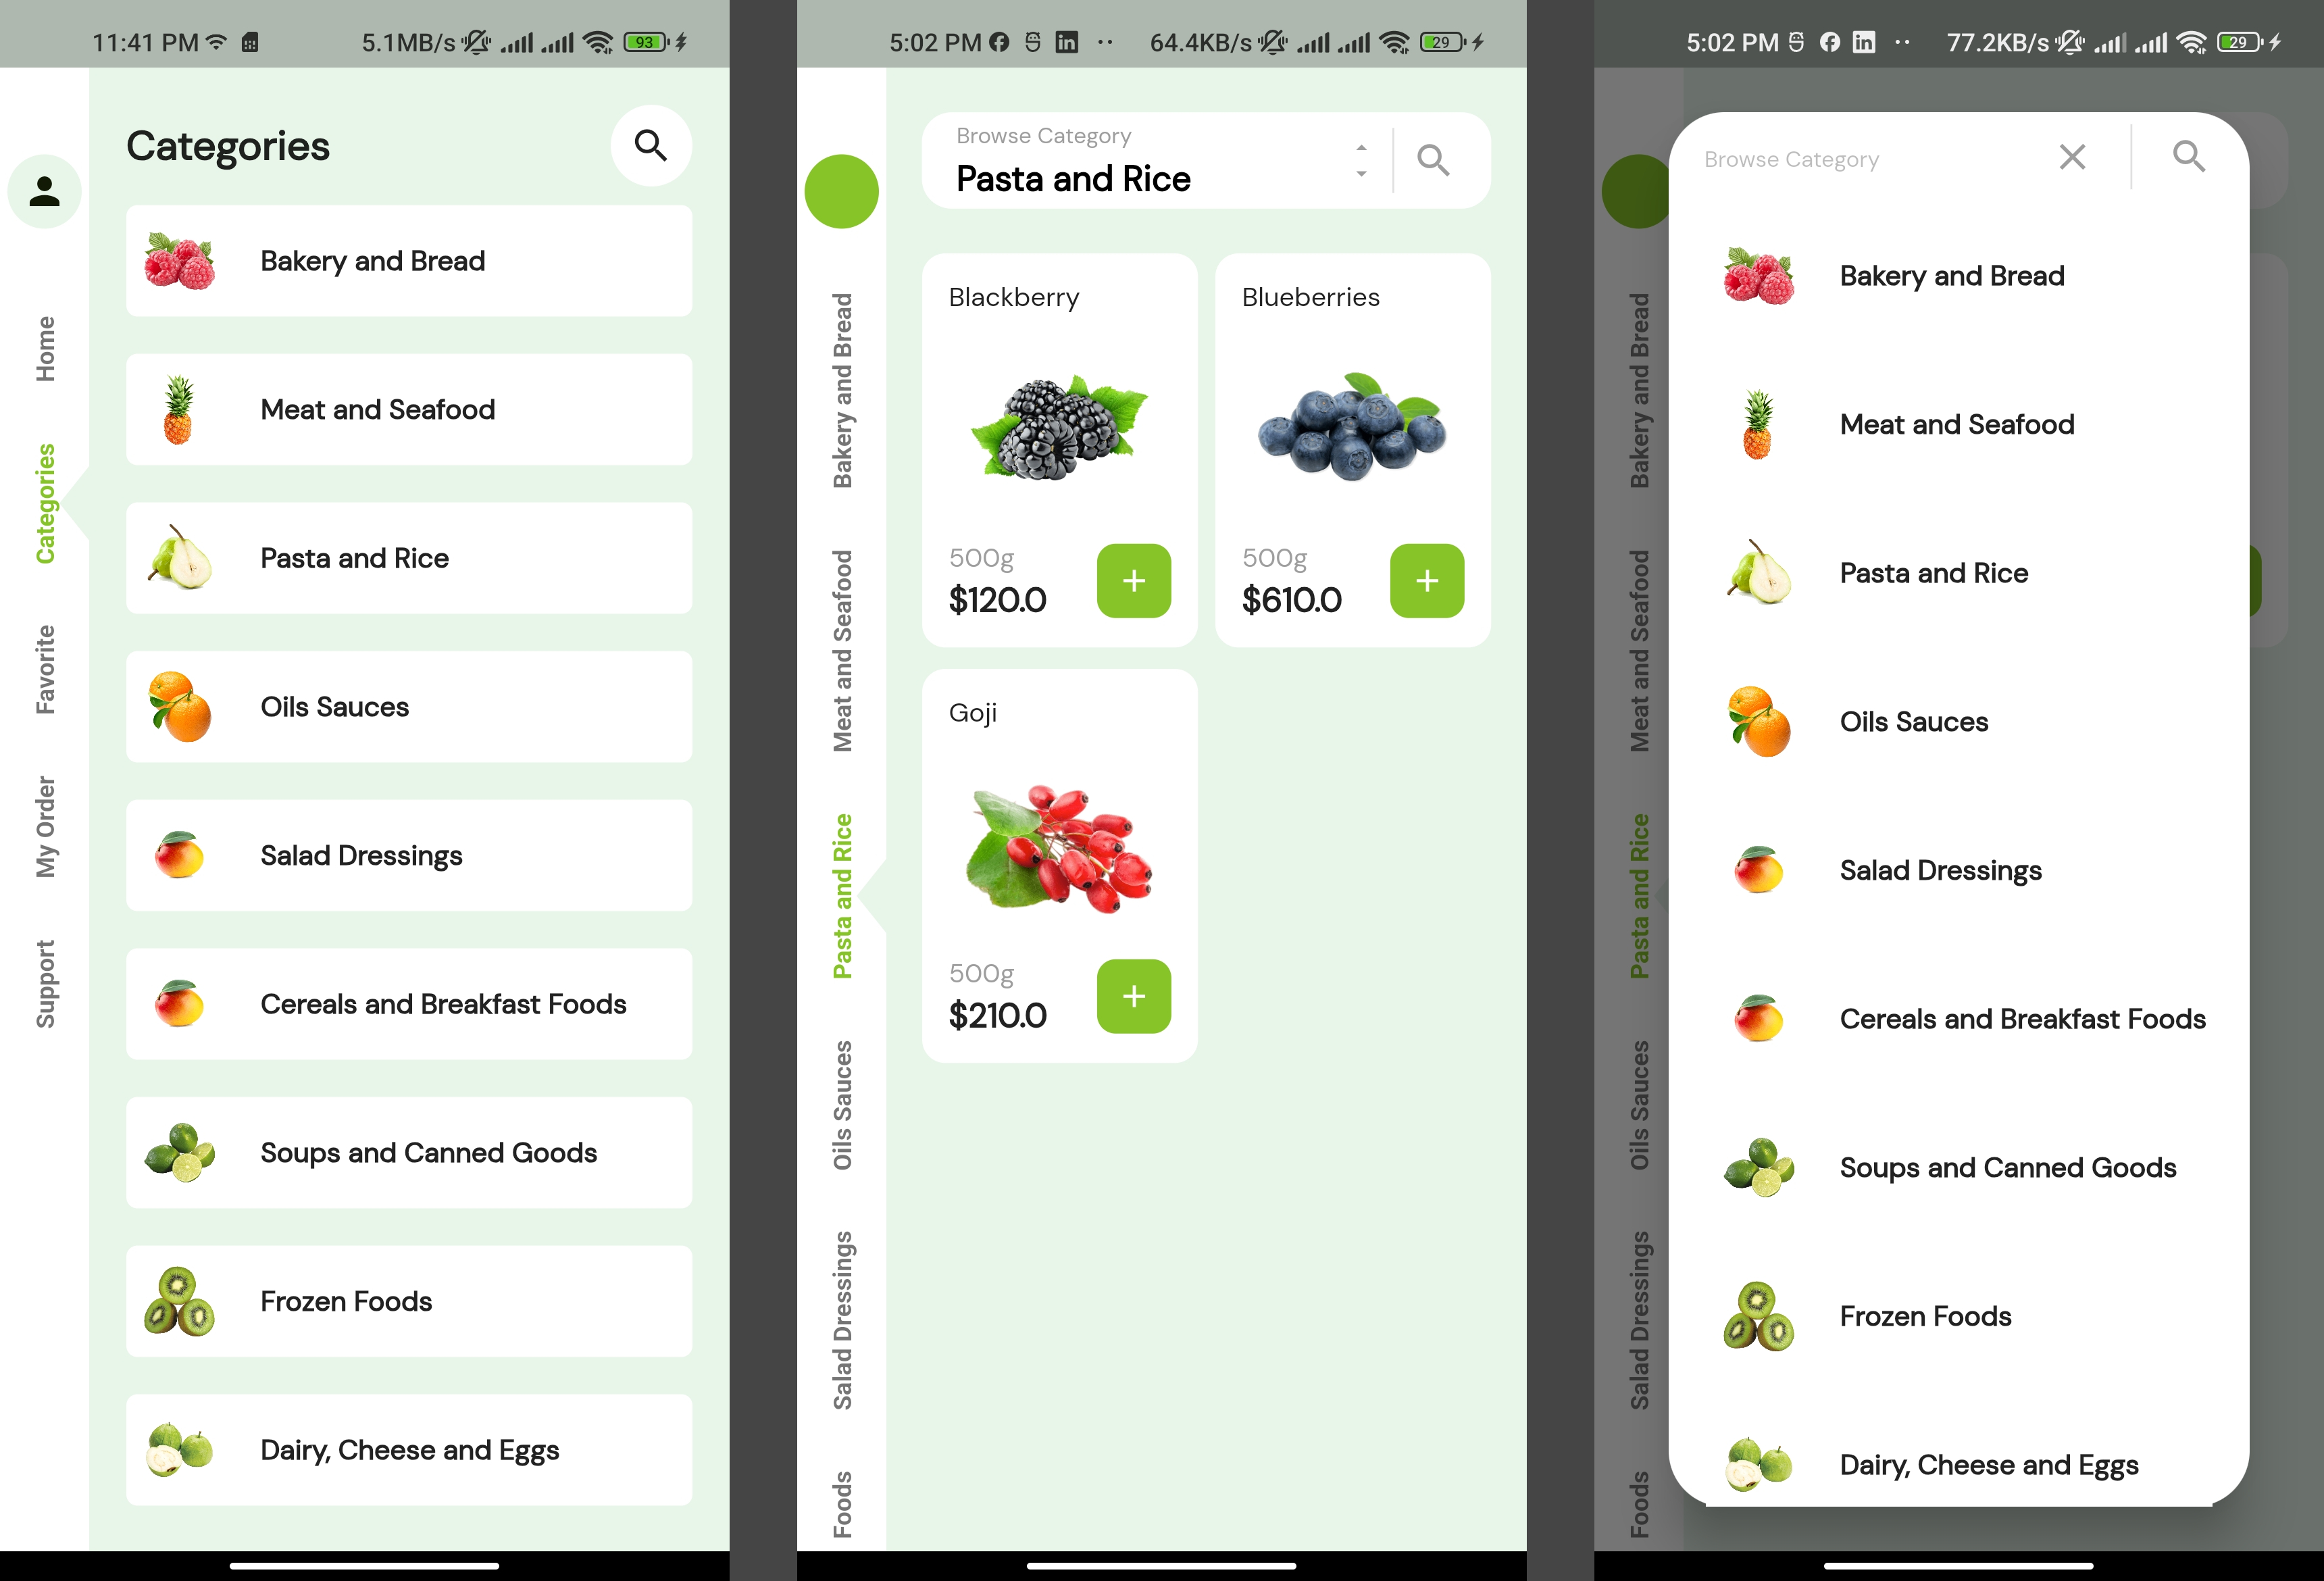 11:41 PM 5.1MB/s 93
Categories
Home
Categories
Favorite
My Order
Support
Bakery and Bread
Meat and Seafood
Pasta and Rice
Oils Sauces
Salad Dressings
Cereals and Breakfast Foods
Soups and Canned Goods
Frozen Foods
Dairy, Cheese and Eggs
5:02 PM 64.4KB/s 29
Browse Category
Pasta and Rice
Bakery and Bread
Meat and Seafood
Pasta and Rice
Oils Sauces
Salad Dressings
Foods
Blackberry
500g
$120.0
Blueberries
500g
$610.0
Goji
500g
$210.0
5:02 PM 77.2KB/s 29
Bakery and Bread
Meat and Seafood
Pasta and Rice
Oils Sauces
Salad Dressings
Foods
Browse Category
Bakery and Bread
Meat and Seafood
Pasta and Rice
Oils Sauces
Salad Dressings
Cereals and Breakfast Foods
Soups and Canned Goods
Frozen Foods
Dairy, Cheese and Eggs